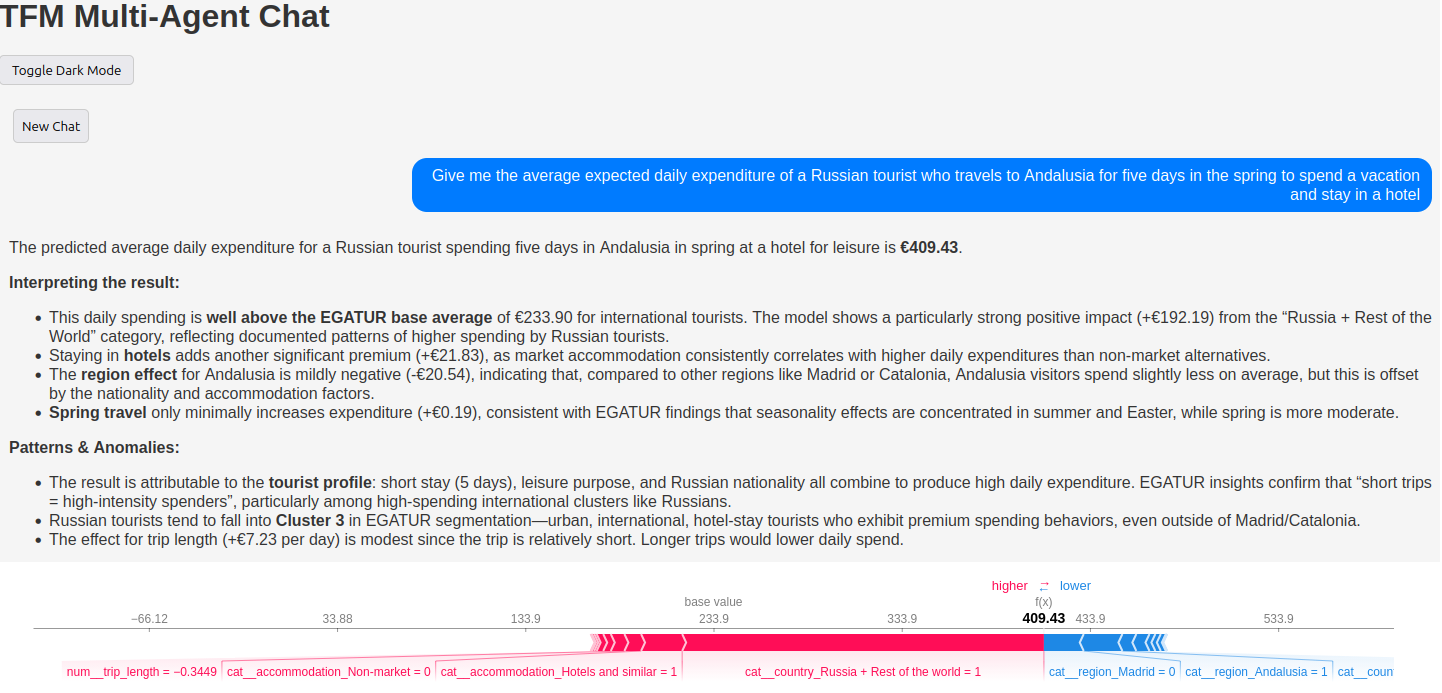 TFM Multi-Agent Chat
Toggle Dark Mode
New Chat
Give me the average expected daily expenditure of a Russian tourist who travels to Andalusia for five days in the spring to spend a vacation
and stay in a hotel
The predicted average daily expenditure for a Russian tourist spending five days in Andalusia in spring at a hotel for leisure is €409.43.
Interpreting the result:
• This daily spending is well above the EGATUR base average of €233.90 for international tourists. The model shows a particularly strong positive impact (+€192.19) from the “Russia + Rest of the
World” category, reflecting documented patterns of higher spending by Russian tourists.
• Staying in hotels adds another significant premium (+€21.83), as market accommodation consistently correlates with higher daily expenditures than non-market alternatives.
• The region effect for Andalusia is mildly negative (-€20.54), indicating that, compared to other regions like Madrid or Catalonia, Andalusia visitors spend slightly less on average, but this is offset
by the nationality and accommodation factors.
• Spring travel only minimally increases expenditure (+€0.19), consistent with EGATUR findings that seasonality effects are concentrated in summer and Easter, while spring is more moderate.
Patterns & Anomalies:
• The result is attributable to the tourist profile: short stay (5 days), leisure purpose, and Russian nationality all combine to produce high daily expenditure. EGATUR insights confirm that “short trips
= high-intensity spenders”, particularly among high-spending international clusters like Russians.
• Russian tourists tend to fall into Cluster 3 in EGATUR segmentation—urban, international, hotel-stay tourists who exhibit premium spending behaviors, even outside of Madrid/Catalonia.
• The effect for trip length (+€7.23 per day) is modest since the trip is relatively short. Longer trips would lower daily spend.
higher ⇄ lower
base value f(x)
−66.12 33.88 133.9 233.9 333.9 409.43 433.9 533.9
num__trip_length = −0.3449 cat__accommodation_Non-market = 0 cat__accommodation_Hotels and similar = 1 cat__country_Russia + Rest of the world = 1 cat__region_Madrid = 0 cat__region_Andalusia = 1 cat__coun